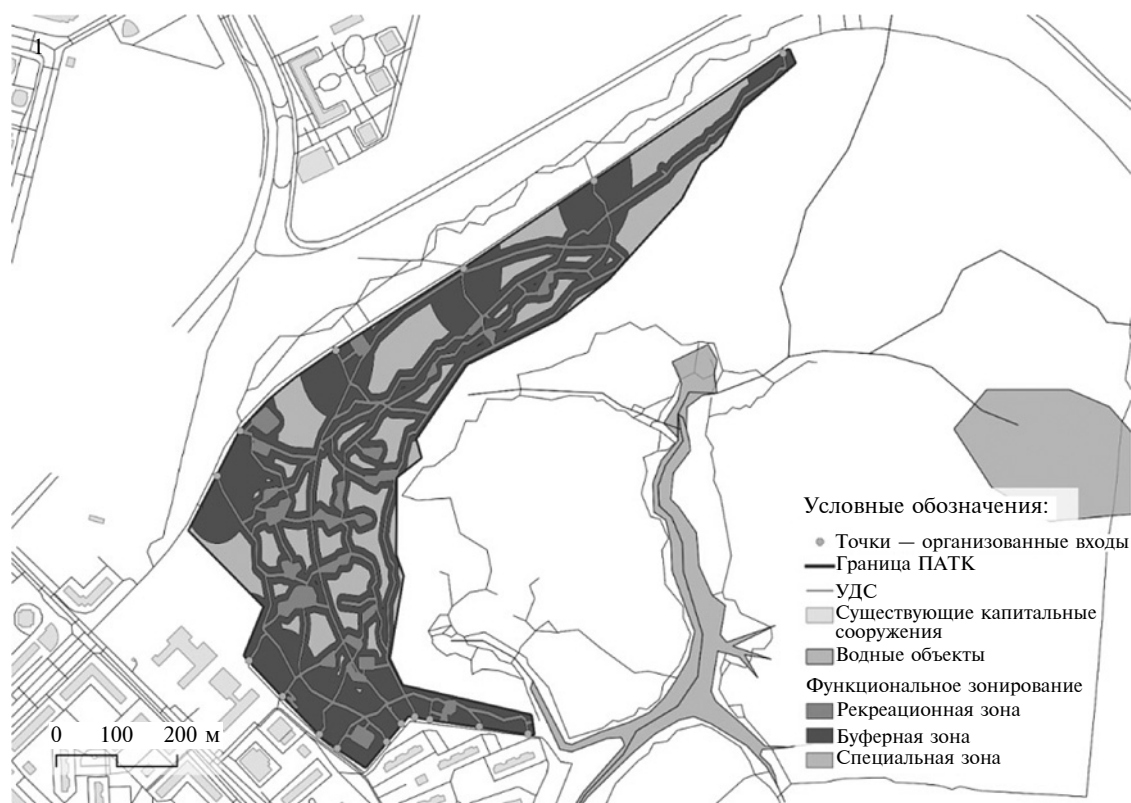 1
Условные обозначения:
Точки — организованные входы
Граница ПАТК
УДС
Существующие капитальные
сооружения
Водные объекты
Функциональное зонирование
Рекреационная зона
Буферная зона
Специальная зона
0 100 200 м